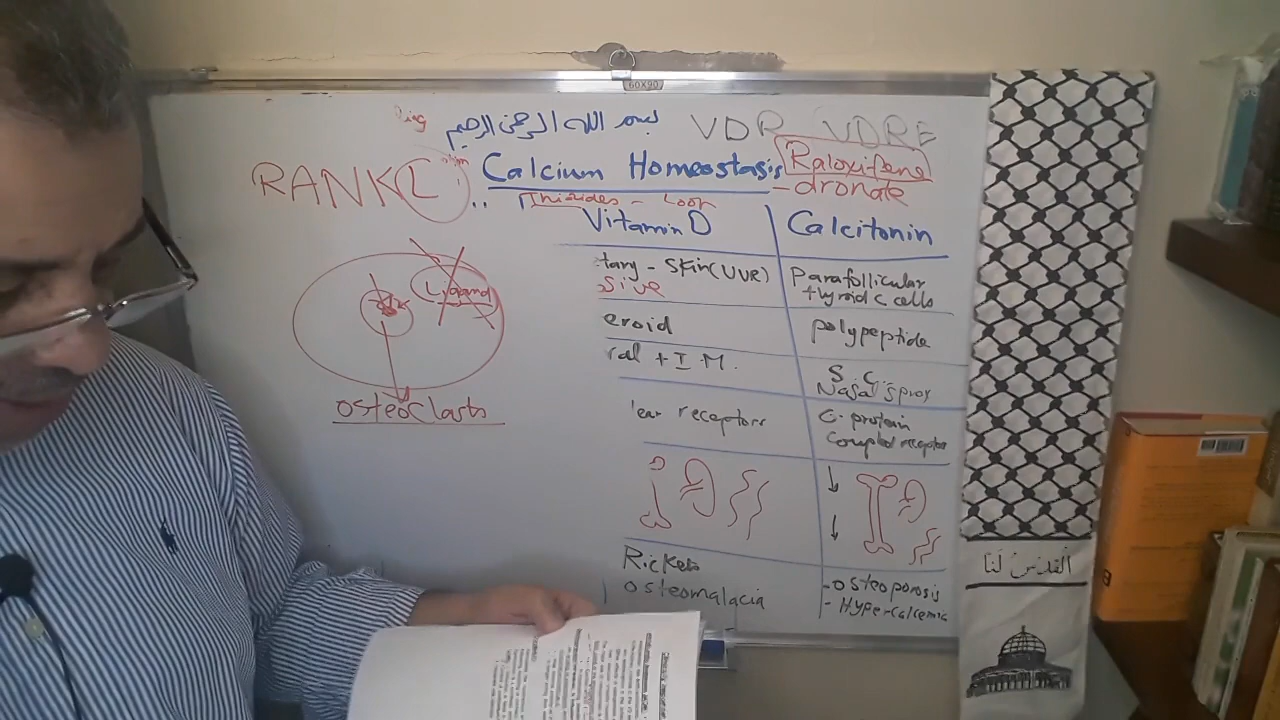 60X90
بسم الله الرحمن الرحيم
VDR VDRE
RANKL
Calcium Homeostasis
Raloxifene
-dronate
Thiazides - Loop
Vitamin D
Calcitonin
tary - Skin (UVR)
sive
Parafollicular
thyroid C cells
eroid
polypeptide
ral + I.M.
S.C.
Nasal spray
lear receptors
G. protein
Coupled receptor
Ligand
osteoclasts
Rickets
osteomalacia
- osteoporosis
- Hypercalcemia
القدس لنا